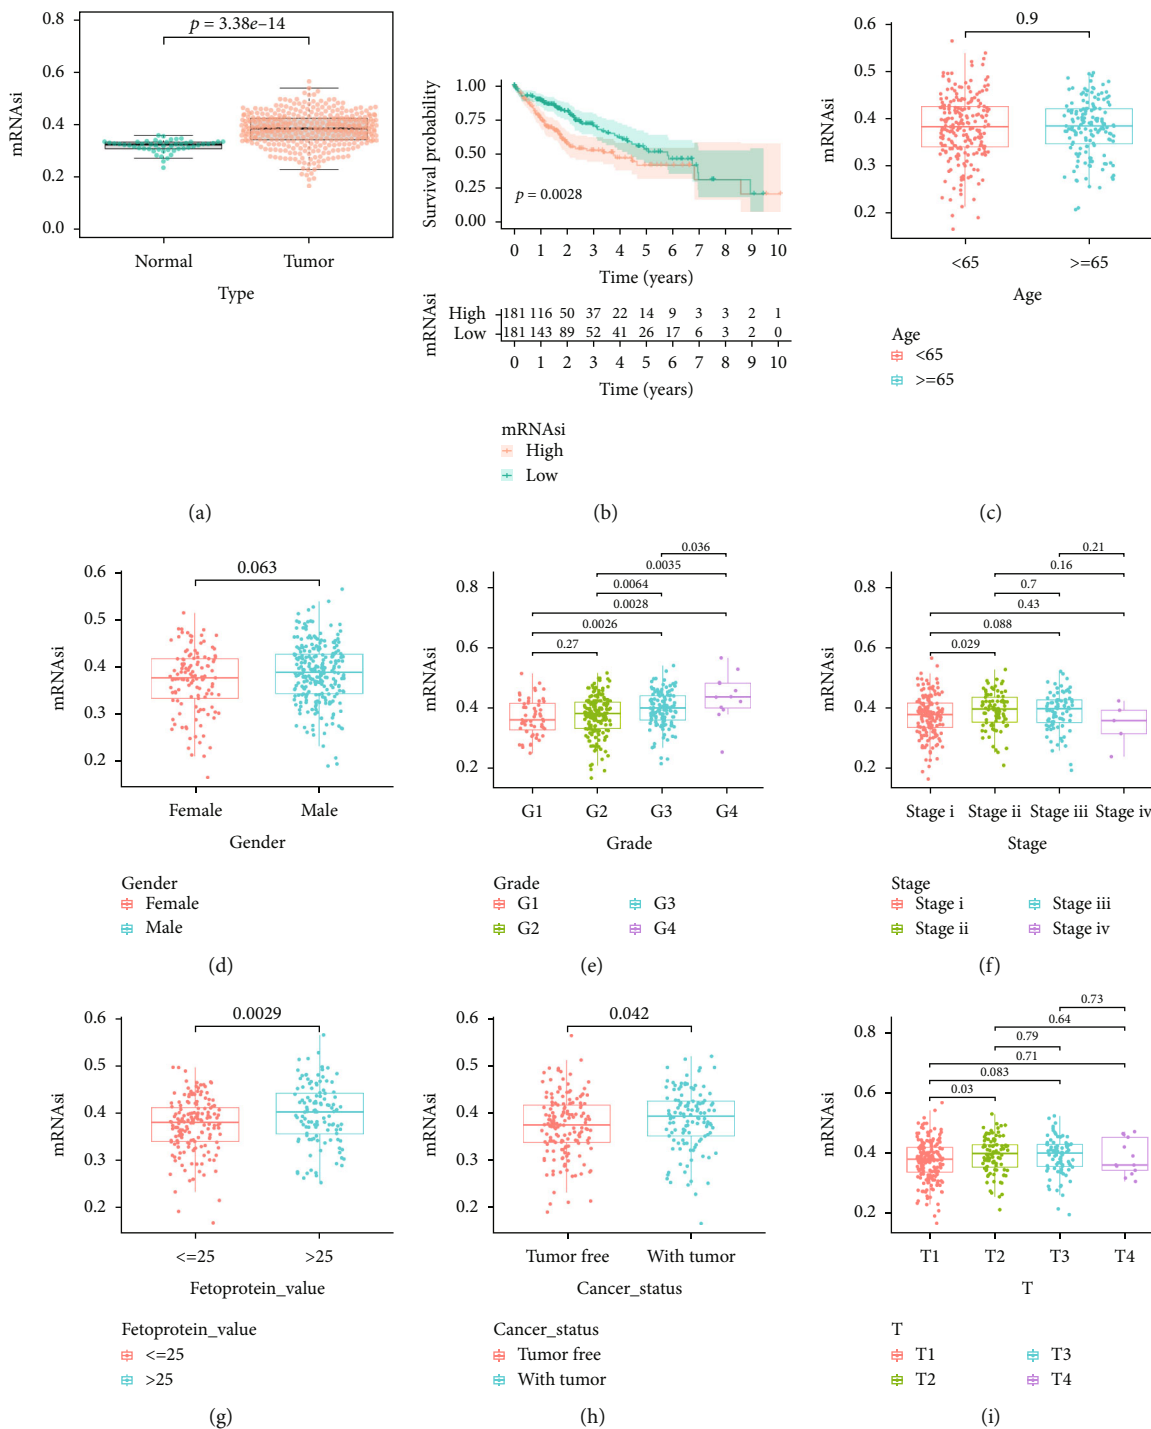 0.8
0.6
0.4
0.2
0.0
mRNAsi
p = 3.38e–14
Normal Tumor
Type
(a)
1.00
0.75
0.50
0.25
0.00
Survival probability
p = 0.0028
0 1 2 3 4 5 6 7 8 9 10
Time (years)
mRNAsi
High 181 116 50 37 22 14 9 3 3 2 1
Low 181 143 89 52 41 26 17 6 3 2 0
0 1 2 3 4 5 6 7 8 9 10
Time (years)
mRNAsi
High
Low
(b)
0.6
0.5
0.4
0.3
0.2
mRNAsi
0.9
<65 >=65
Age
Age
<65
>=65
(c)
0.6
0.5
0.4
0.3
0.2
mRNAsi
0.063
Female Male
Gender
Gender
Female
Male
(d)
0.8
0.6
0.4
0.2
mRNAsi
0.036
0.0035
0.0064
0.0028
0.0026
0.27
G1 G2 G3 G4
Grade
Grade
G1 G3
G2 G4
(e)
0.8
0.6
0.4
0.2
mRNAsi
0.21
0.16
0.7
0.43
0.088
0.029
Stage i Stage ii Stage iii Stage iv
Stage
Stage
Stage i Stage iii
Stage ii Stage iv
(f)
0.6
0.5
0.4
0.3
0.2
mRNAsi
0.0029
<=25 >25
Fetoprotein_value
Fetoprotein_value
<=25
>25
(g)
0.6
0.5
0.4
0.3
0.2
mRNAsi
0.042
Tumor free With tumor
Cancer_status
Cancer_status
Tumor free
With tumor
(h)
0.8
0.6
0.4
0.2
mRNAsi
0.73
0.64
0.79
0.71
0.083
0.03
T1 T2 T3 T4
T
T
T1 T3
T2 T4
(i)